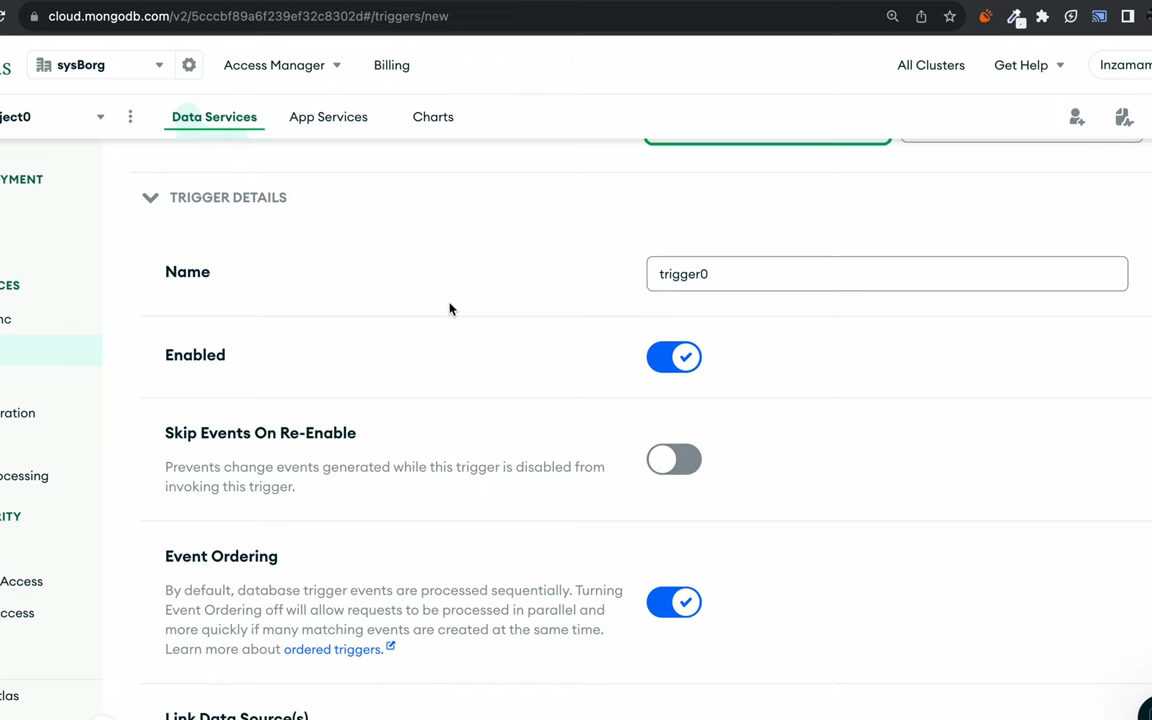 cloud.mongodb.com/v2/5cccbf89a6f239ef32c8302d#/triggers/new
s sysBorg Access Manager Billing All Clusters Get Help Inzamam
ject0 Data Services App Services Charts
YMENT
TRIGGER DETAILS
Name trigger0
CES
nc
Enabled
ration
Skip Events On Re-Enable
Prevents change events generated while this trigger is disabled from
invoking this trigger.
ocessing
RITY
Event Ordering
By default, database trigger events are processed sequentially. Turning
Event Ordering off will allow requests to be processed in parallel and
more quickly if many matching events are created at the same time.
Learn more about ordered triggers.
Access
ccess
tlas
Link Data Source(s)